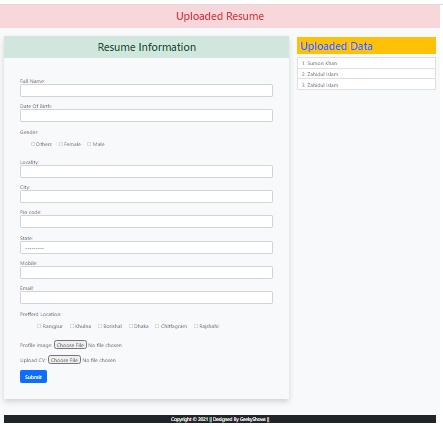 Uploaded Resume
Resume Information
Full Name:
Date Of Birth:
Gender:
Others Female Male
Locality:
City:
Pin code:
State:
---------
Mobile:
Email:
Prefferd Location:
Rangpur Khulna Borishal Dhaka Chittagram Rajshahi
Profile image: Choose File No file chosen
Upload CV: Choose File No file chosen
Submit
Uploaded Data
1. Sumon Khan
2. Zahidul Islam
3. Zahidul Islam
Copyright © 2021 || Designed By GeekyShows ||